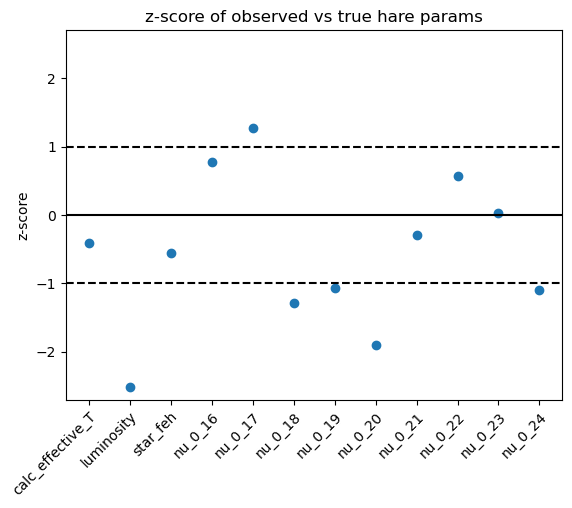 z-score of observed vs true hare params
z-score
2
1
0
−1
−2
calc_effective_T
luminosity
star_feh
nu_0_16
nu_0_17
nu_0_18
nu_0_19
nu_0_20
nu_0_21
nu_0_22
nu_0_23
nu_0_24